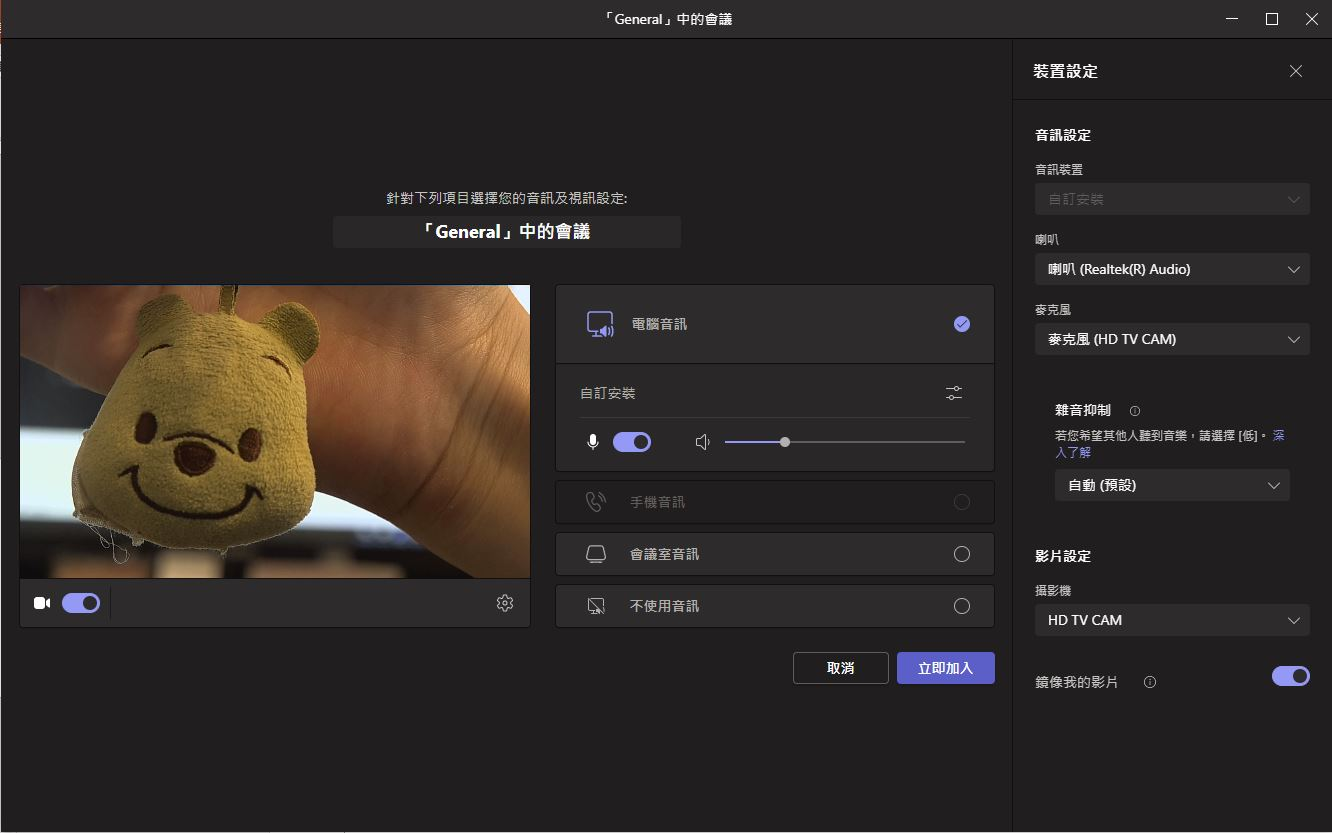 「General」中的會議
裝置設定
針對下列項目選擇您的音訊及視訊設定:
「General」中的會議
電腦音訊
自訂安裝
手機音訊
會議室音訊
不使用音訊
取消
立即加入
音訊設定
音訊裝置
自訂安裝
喇叭
喇叭 (Realtek(R) Audio)
麥克風
麥克風 (HD TV CAM)
雜音抑制
若您希望其他人聽到音樂，請選擇 [低]。 深
入了解
自動 (預設)
影片設定
攝影機
HD TV CAM
鏡像我的影片